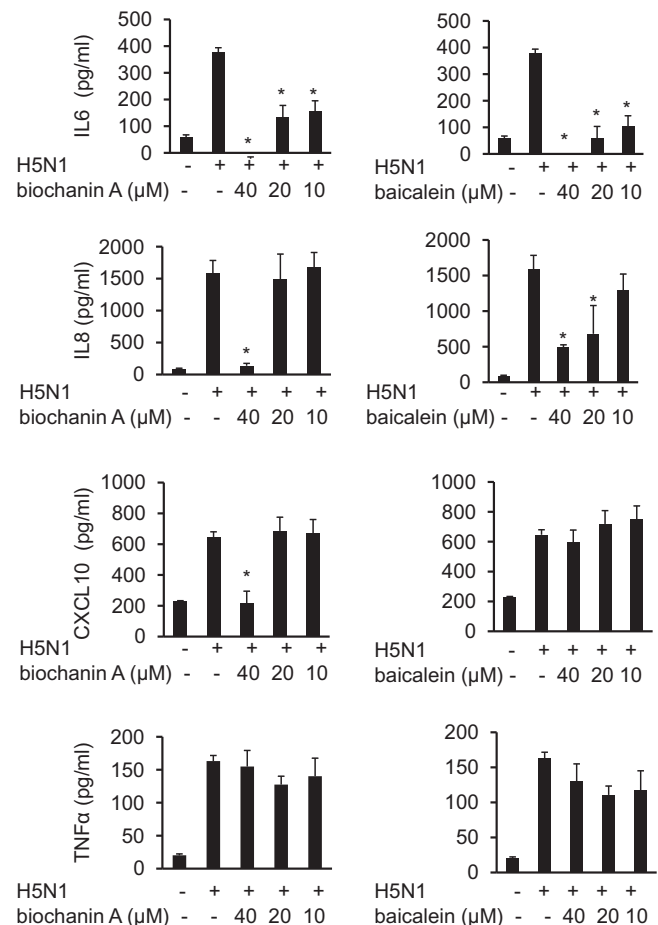 IL6 (pg/ml)
500
400
300
200
100
0
* * *
H5N1 - + + + +
biochanin A (µM) - - 40 20 10
500
400
300
200
100
0
* * *
H5N1 - + + + +
baicalein (µM) - - 40 20 10
IL8 (pg/ml)
2000
1500
1000
500
0
*
H5N1 - + + + +
biochanin A (µM) - - 40 20 10
2000
1500
1000
500
0
* *
H5N1 - + + + +
baicalein (µM) - - 40 20 10
CXCL10 (pg/ml)
1000
800
600
400
200
0
*
H5N1 - + + + +
biochanin A (µM) - - 40 20 10
1000
800
600
400
200
0
H5N1 - + + + +
baicalein (µM) - - 40 20 10
TNFα (pg/ml)
200
150
100
50
0
H5N1 - + + + +
biochanin A (µM) - - 40 20 10
200
150
100
50
0
H5N1 - + + + +
baicalein (µM) - - 40 20 10